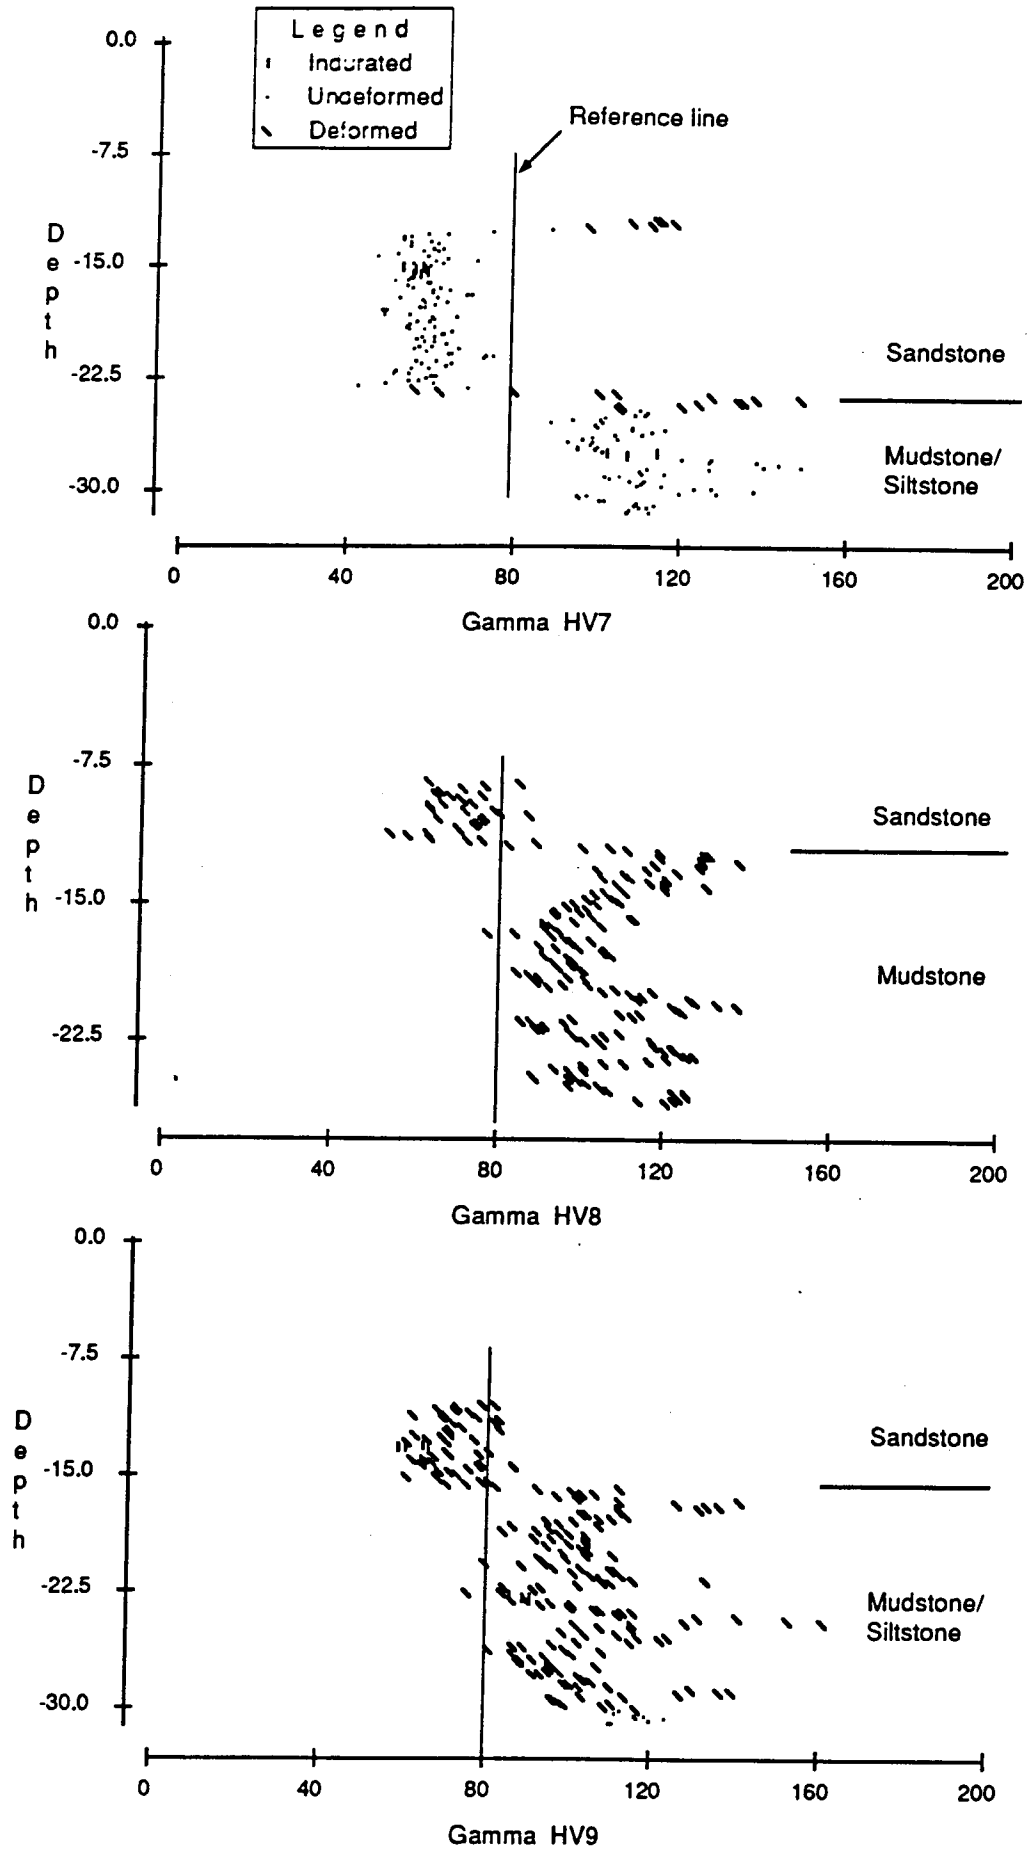 Legend
Indurated
Undeformed
Deformed
Reference line
0.0
-7.5
-15.0
-22.5
-30.0
Depth
Sandstone
Mudstone/
Siltstone
0 40 80 120 160 200
Gamma HV7
0.0
-7.5
-15.0
-22.5
Depth
Sandstone
Mudstone
0 40 80 120 160 200
Gamma HV8
0.0
-7.5
-15.0
-22.5
-30.0
Depth
Sandstone
Mudstone/
Siltstone
0 40 80 120 160 200
Gamma HV9